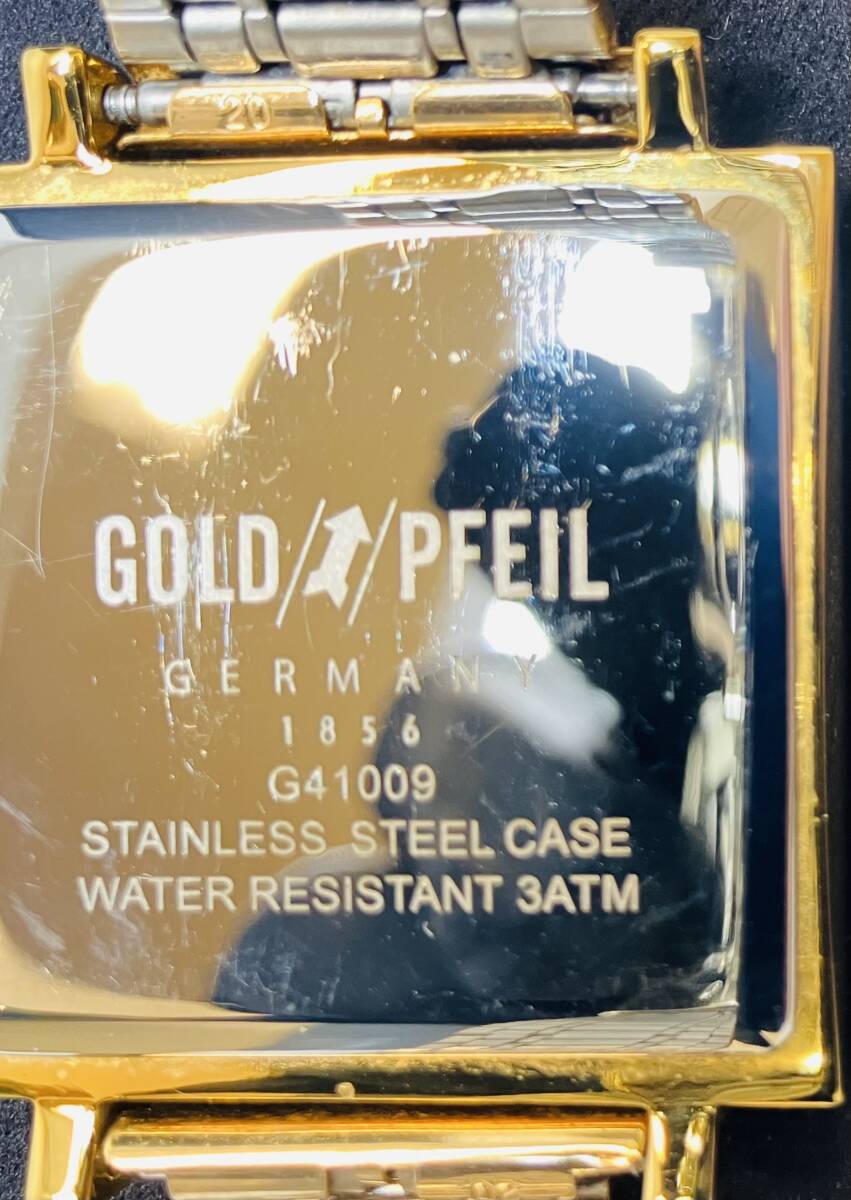 20
GOLD PFEIL
GERMANY
1856
G41009
STAINLESS STEEL CASE
WATER RESISTANT 3ATM